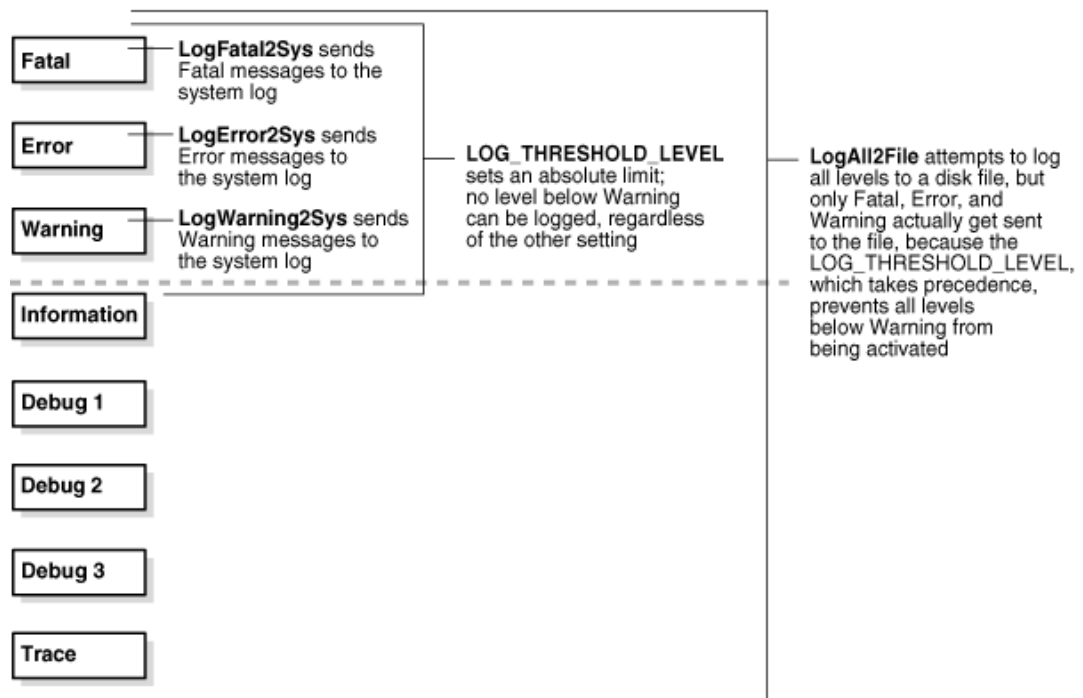 Fatal
LogFatal2Sys sends
Fatal messages to the
system log
Error
LogError2Sys sends
Error messages to
the system log
Warning
LogWarning2Sys sends
Warning messages to
the system log
LOG_THRESHOLD_LEVEL
sets an absolute limit;
no level below Warning
can be logged, regardless
of the other setting
LogAll2File attempts to log
all levels to a disk file, but
only Fatal, Error, and
Warning actually get sent
to the file, because the
LOG_THRESHOLD_LEVEL,
which takes precedence,
prevents all levels
below Warning from
being activated
Information
Debug 1
Debug 2
Debug 3
Trace